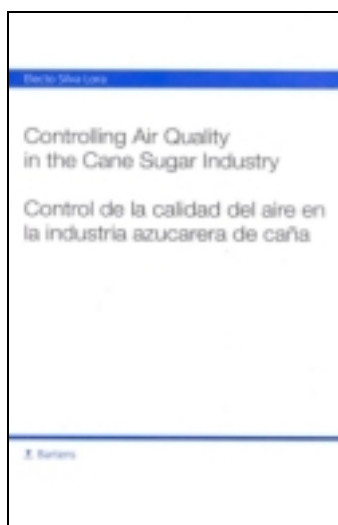 Electo Silva Lora
Controlling Air Quality
in the Cane Sugar Industry
Control de la calidad del aire en
la industria azucarera de caña
Bartens